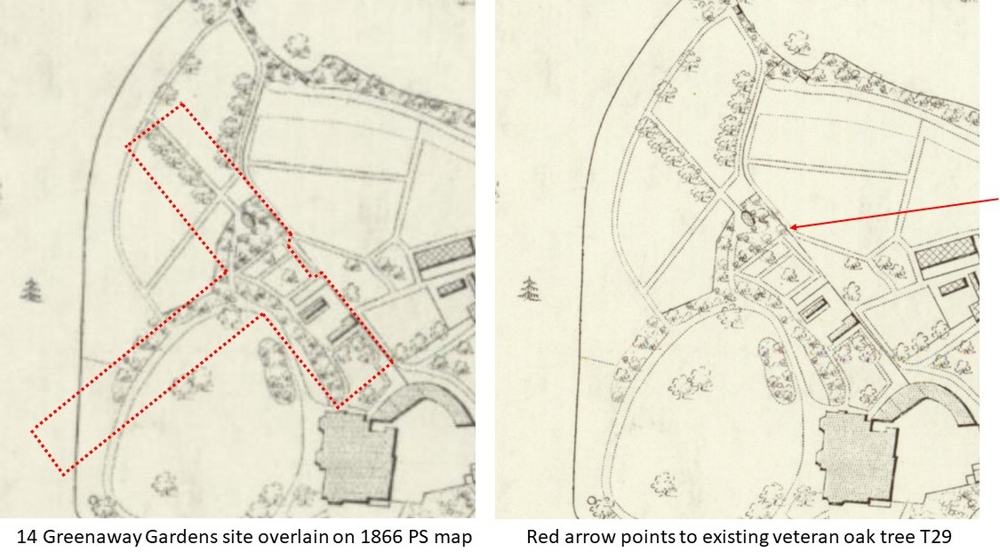 14 Greenaway Gardens site overlain on 1866 PS map
Red arrow points to existing veteran oak tree T29